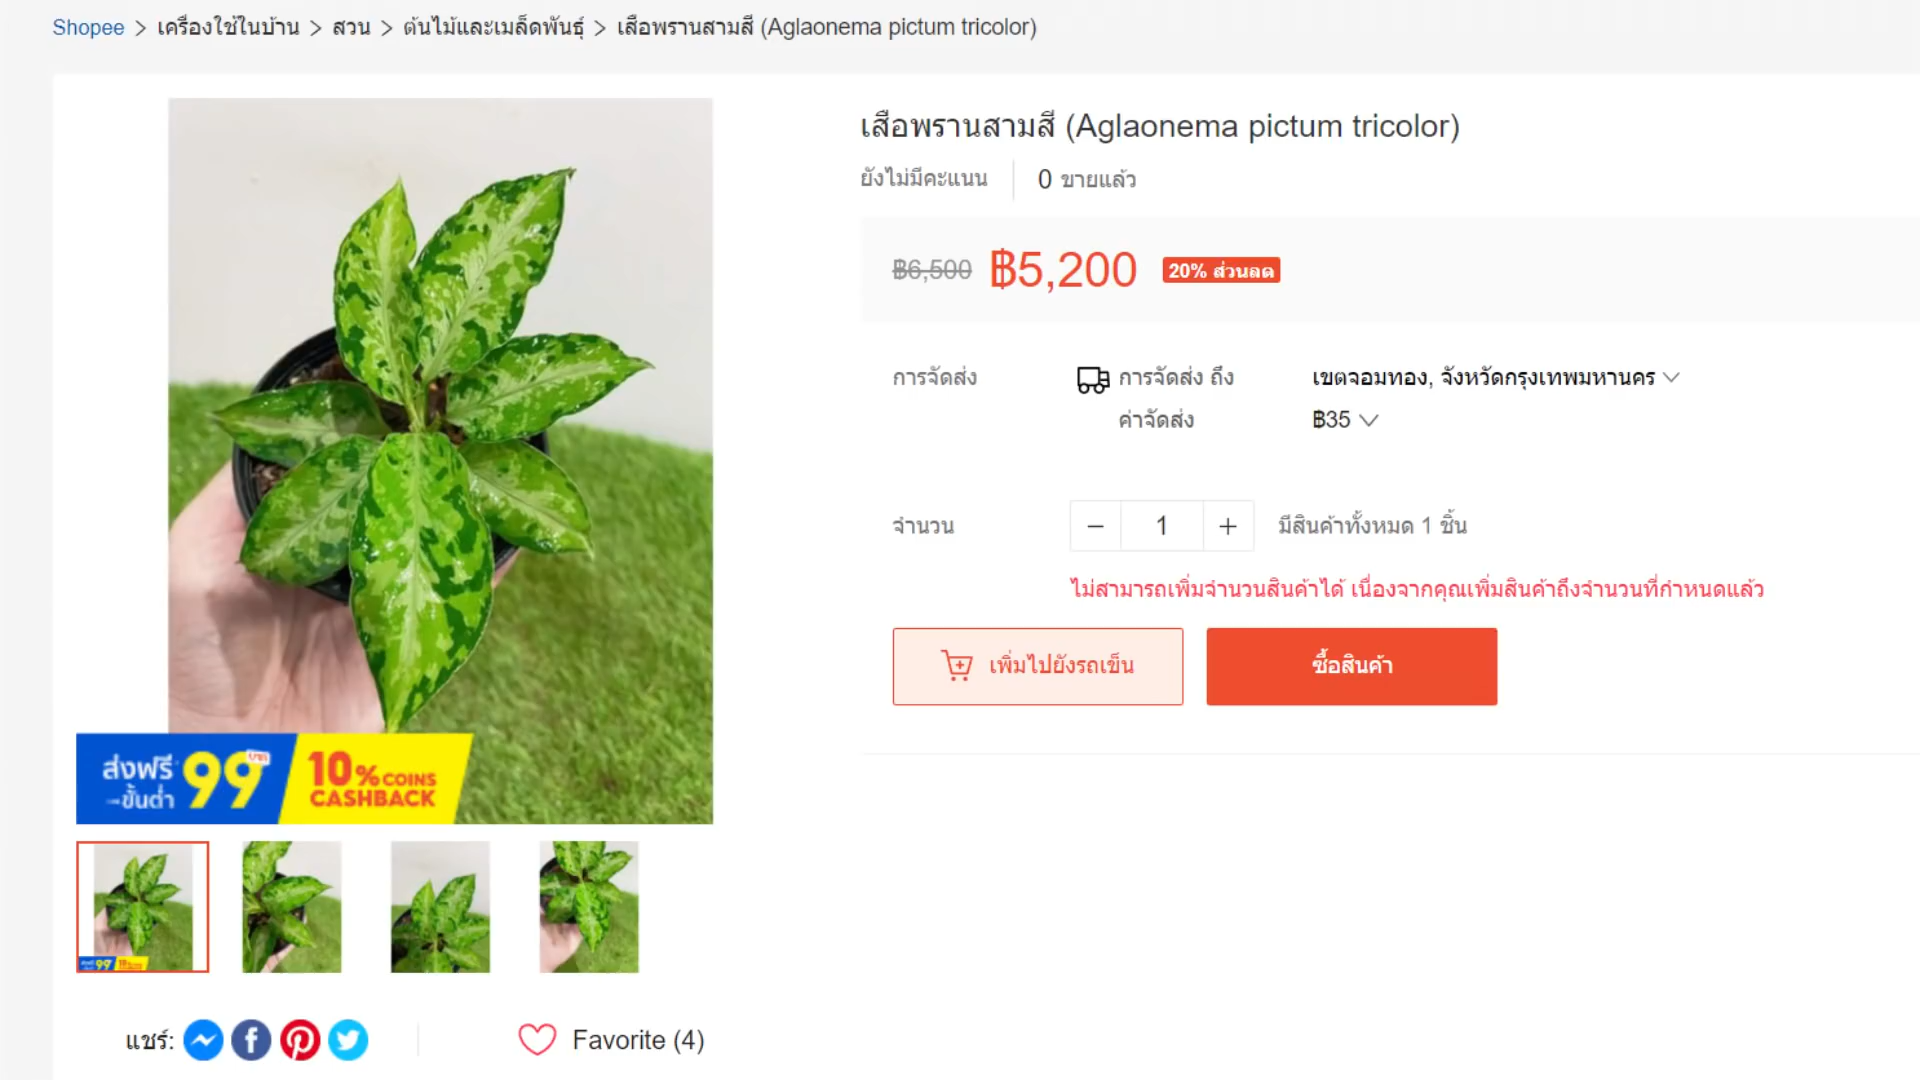 Shopee > เครื่องใช้ในบ้าน > สวน > ต้นไม้และเมล็ดพันธุ์ > เสือพรานสามสี (Aglaonema pictum tricolor)
เสือพรานสามสี (Aglaonema pictum tricolor)
ยังไม่มีคะแนน
0 ขายแล้ว
฿6,500 ฿5,200 20% ส่วนลด
การจัดส่ง
การจัดส่ง ถึง
เขตจอมทอง, จังหวัดกรุงเทพมหานคร
ค่าจัดส่ง
฿35
จำนวน
− 1 +
มีสินค้าทั้งหมด 1 ชิ้น
ไม่สามารถเพิ่มจำนวนสินค้าได้ เนื่องจากคุณเพิ่มสินค้าถึงจำนวนที่กำหนดแล้ว
เพิ่มไปยังรถเข็น
ซื้อสินค้า
ส่งฟรี
ขั้นต่ำ
99
บาท
10% COINS
CASHBACK
แชร์:
Favorite (4)